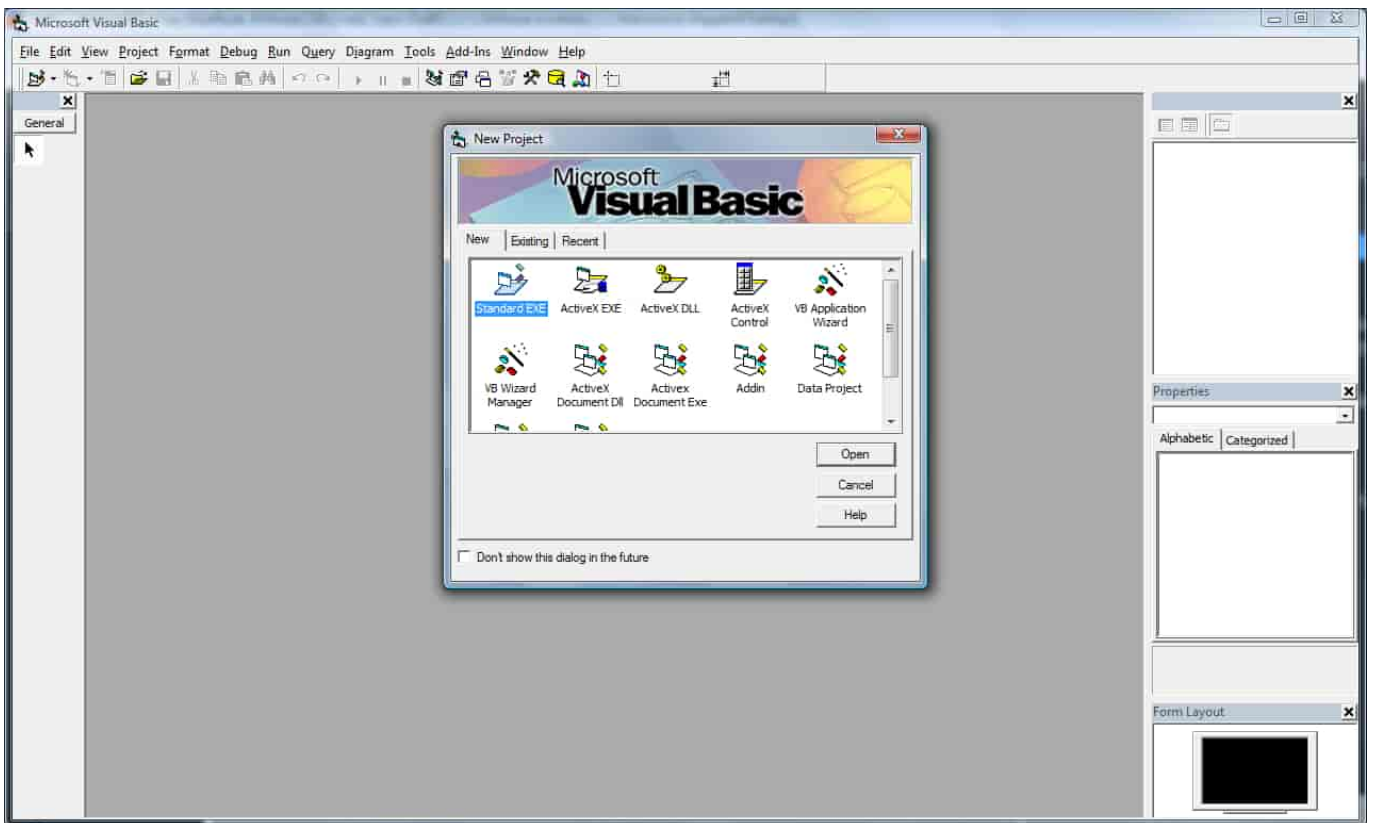 Microsoft Visual Basic
File Edit View Project Format Debug Run Query Diagram Tools Add-Ins Window Help
General
New Project
Microsoft
Visual Basic
New Existing Recent
Standard EXE ActiveX EXE ActiveX DLL ActiveX Control VB Application Wizard
VB Wizard Manager ActiveX Document Dll Activex Document Exe Addin Data Project
Open
Cancel
Help
Don't show this dialog in the future
Properties
Alphabetic Categorized
Form Layout